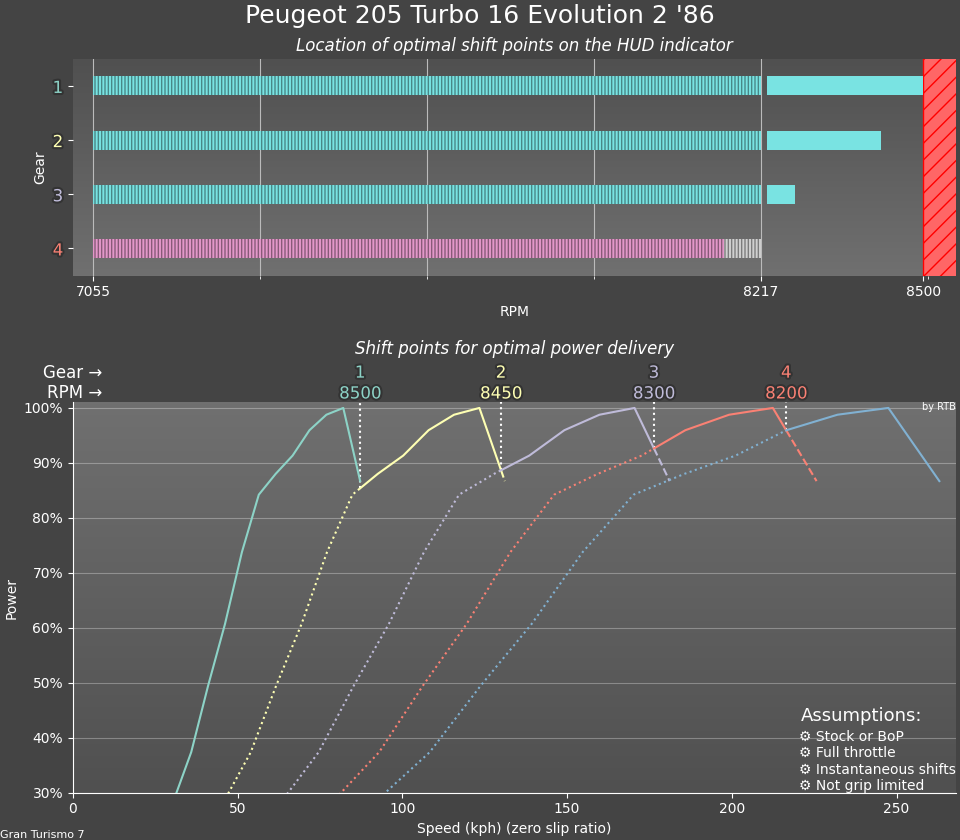 Peugeot 205 Turbo 16 Evolution 2 '86
Location of optimal shift points on the HUD indicator
Gear
1
2
3
4
7055 8217 8500
RPM
Shift points for optimal power delivery
Gear → 1 2 3 4
RPM → 8500 8450 8300 8200
by RTB
Power
100%
90%
80%
70%
60%
50%
40%
30%
Assumptions:
⚙ Stock or BoP
⚙ Full throttle
⚙ Instantaneous shifts
⚙ Not grip limited
0 50 100 150 200 250
Speed (kph) (zero slip ratio)
Gran Turismo 7